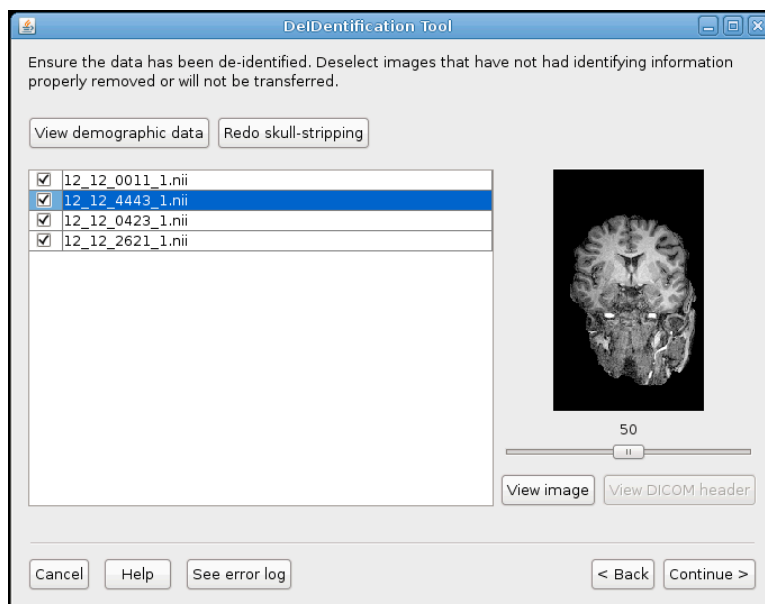 DeIDentification Tool
Ensure the data has been de-identified. Deselect images that have not had identifying information
properly removed or will not be transferred.
View demographic data
Redo skull-stripping
12_12_0011_1.nii
12_12_4443_1.nii
12_12_0423_1.nii
12_12_2621_1.nii
50
View image
View DICOM header
Cancel
Help
See error log
< Back
Continue >